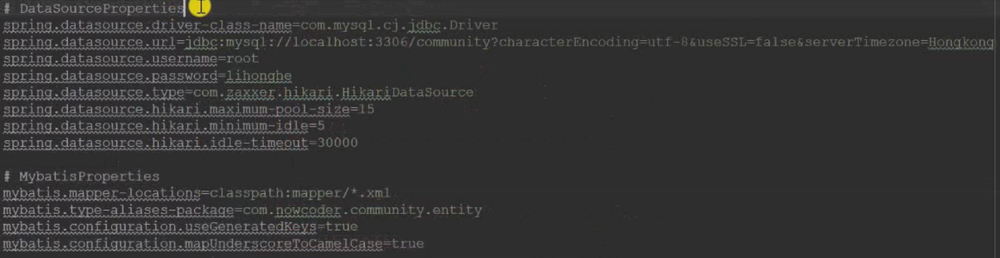 # DataSourceProperties
spring.datasource.driver-class-name=com.mysql.cj.jdbc.Driver
spring.datasource.url=jdbc:mysql://localhost:3306/community?characterEncoding=utf-8&useSSL=false&serverTimezone=Hongkong
spring.datasource.username=root
spring.datasource.password=lihonghe
spring.datasource.type=com.zaxxer.hikari.HikariDataSource
spring.datasource.hikari.maximum-pool-size=15
spring.datasource.hikari.minimum-idle=5
spring.datasource.hikari.idle-timeout=30000
# MybatisProperties
mybatis.mapper-locations=classpath:mapper/*.xml
mybatis.type-aliases-package=com.nowcoder.community.entity
mybatis.configuration.useGeneratedKeys=true
mybatis.configuration.mapUnderscoreToCamelCase=true